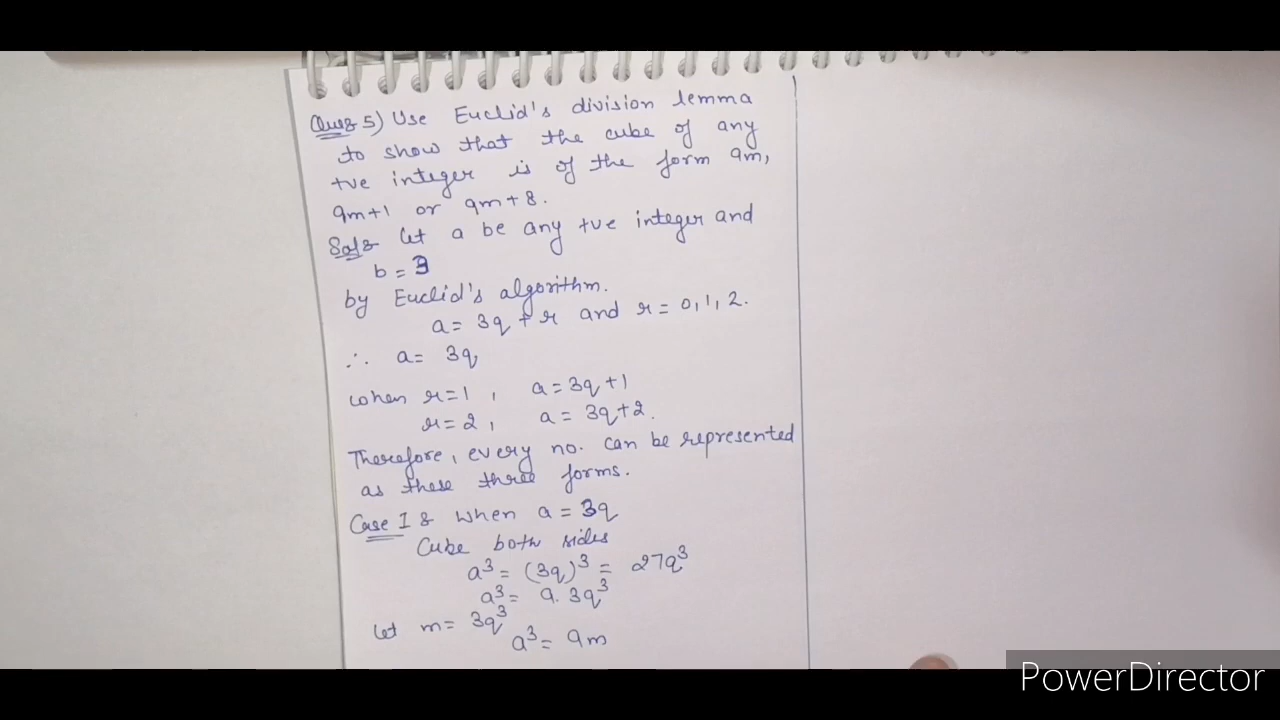 Ques 5) Use Euclid's division lemma
to show that the cube of any
+ve integer is of the form 9m,
9m+1 or 9m+8.
Sol: Let a be any +ve integer and
b = 3
by Euclid's algorithm.
a = 3q + r and r = 0, 1, 2.
∴ a = 3q
when r=1, a = 3q+1
r=2, a = 3q+2.
Therefore, every no. can be represented
as these three forms.
Case I: when a = 3q
Cube both sides
a³ = (3q)³ = 27q³
a³ = 9.3q³
let m = 3q³
a³ = 9m
PowerDirector